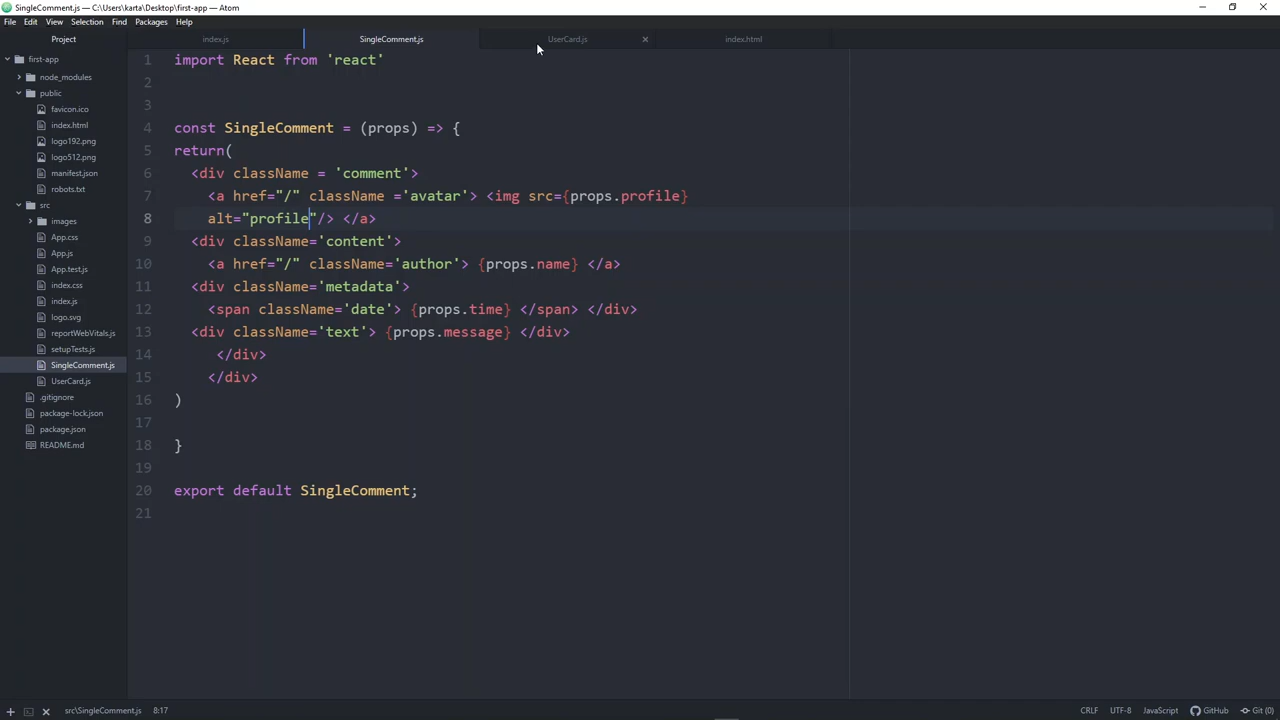 SingleComment.js — C:\Users\karta\Desktop\first-app — Atom
File Edit View Selection Find Packages Help
Project
index.js
SingleComment.js
UserCard.js
index.html
first-app
node_modules
public
favicon.ico
index.html
logo192.png
logo512.png
manifest.json
robots.txt
src
images
App.css
App.js
App.test.js
index.css
index.js
logo.svg
reportWebVitals.js
setupTests.js
SingleComment.js
UserCard.js
.gitignore
package-lock.json
package.json
README.md
1 import React from 'react'
2
3
4 const SingleComment = (props) => {
5 return(
6 <div className = 'comment'>
7 <a href="/" className ='avatar'> <img src={props.profile}
8 alt="profile"/> </a>
9 <div className='content'>
10 <a href="/" className='author'> {props.name} </a>
11 <div className='metadata'>
12 <span className='date'> {props.time} </span> </div>
13 <div className='text'> {props.message} </div>
14 </div>
15 </div>
16 )
17
18 }
19
20 export default SingleComment;
21
src\SingleComment.js 8:17
CRLF UTF-8 JavaScript GitHub Git (0)